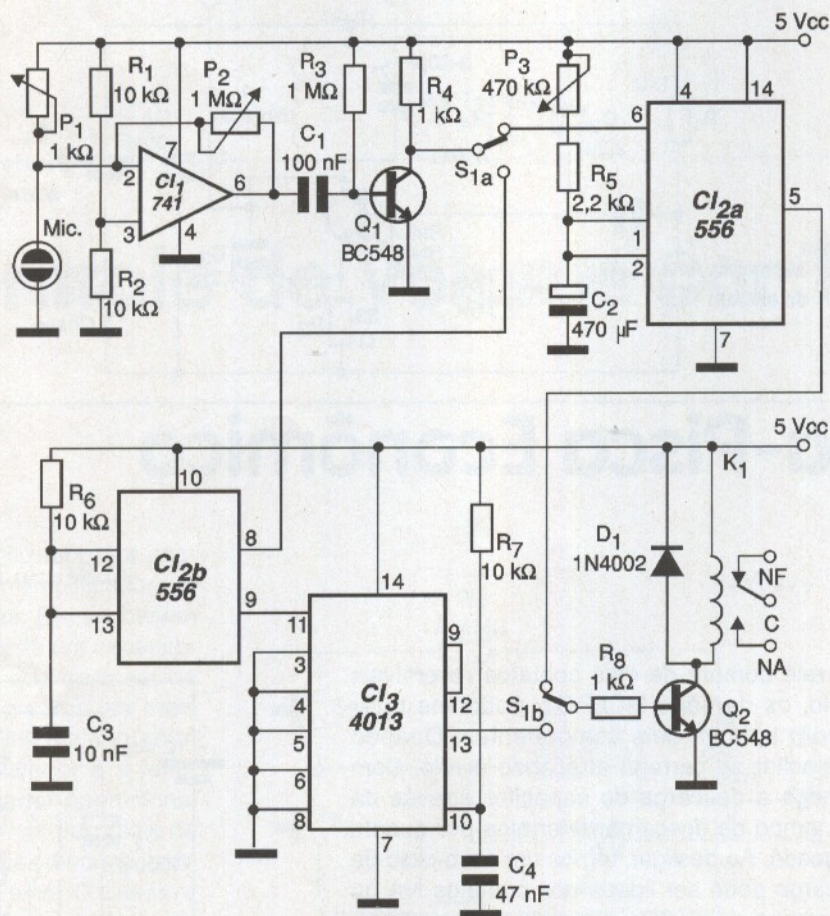 5 Vcc
R1
10 kΩ
P2
1 MΩ
R3
1 MΩ
R4
1 kΩ
P3
470 kΩ
P1
1 kΩ
C1
100 nF
4
14
6
7
2
CI1
741
6
3
4
S1a
R5
2,2 kΩ
CI2a
556
5
Mic.
Q1
BC548
1
2
R2
10 kΩ
C2
470 µF
7
5 Vcc
K1
R6
10 kΩ
10
D1
1N4002
R7
10 kΩ
12
CI2b
556
8
NF
C
NA
13
9
14
11
9
3
4
CI3
4013
12
R8
1 kΩ
S1b
Q2
BC548
5
13
6
C3
10 nF
8
10
7
C4
47 nF